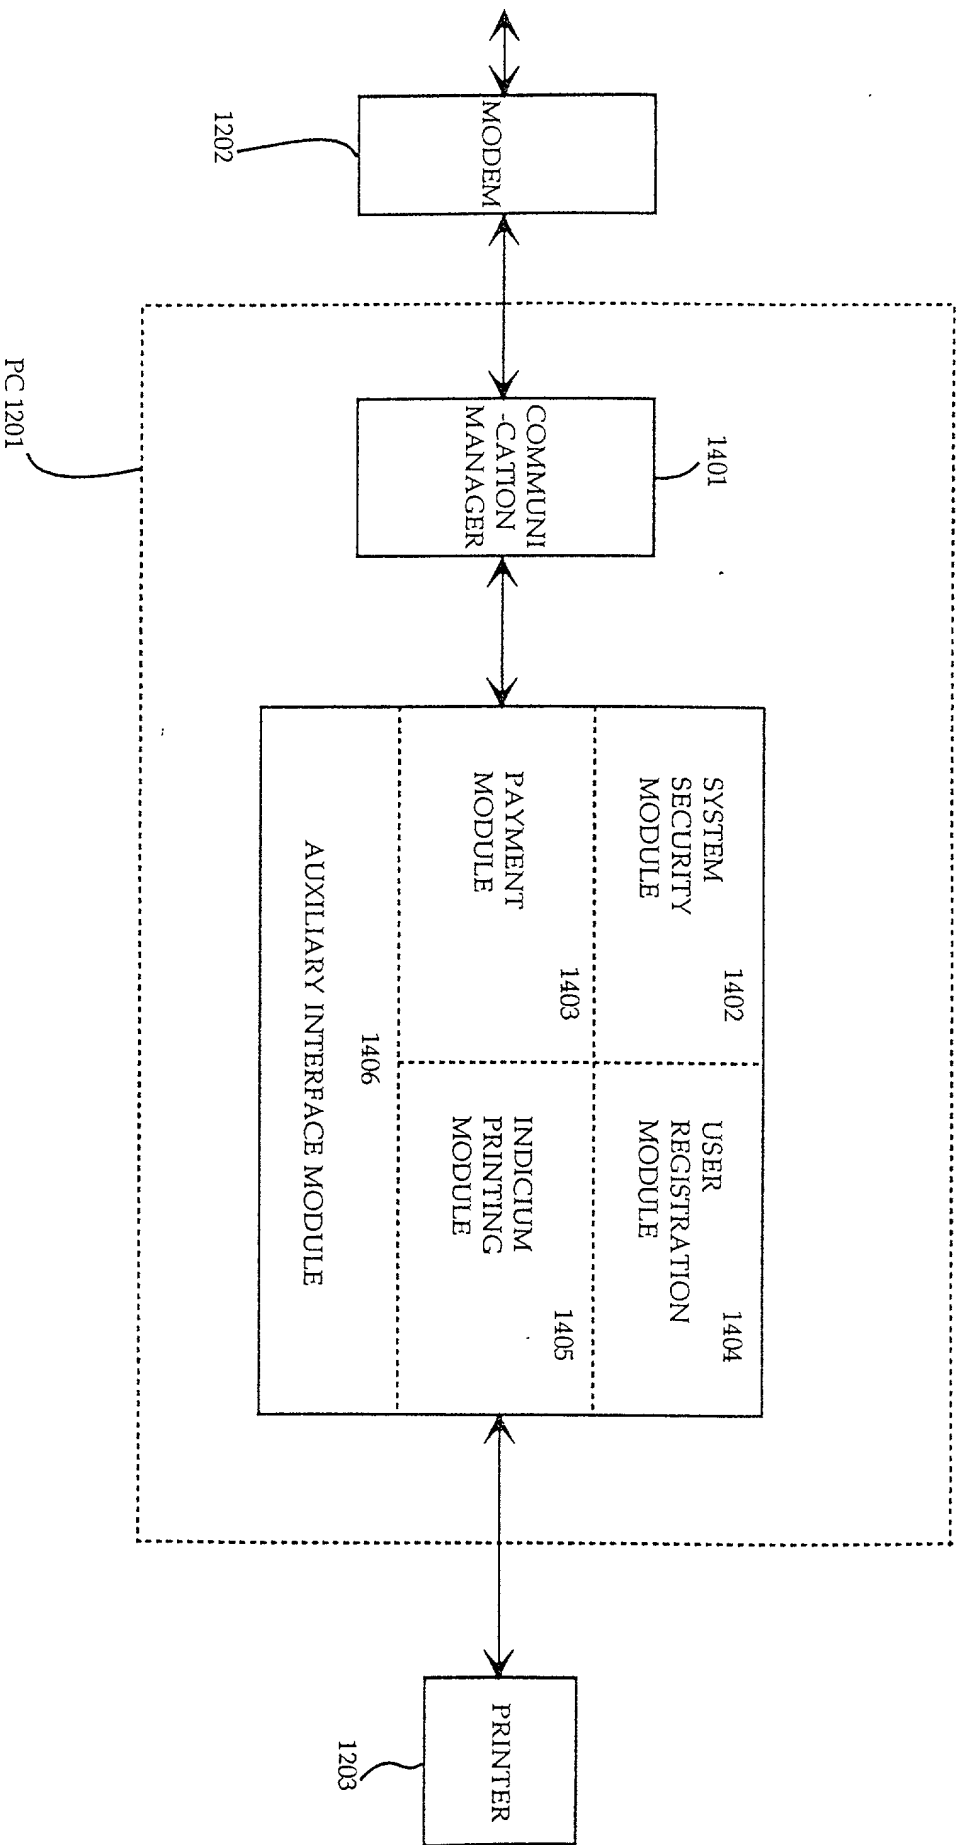 MODEM
1202
PC 1201
1401
COMMUNI
-CATION
MANAGER
SYSTEM
SECURITY
MODULE
1402
USER
REGISTRATION
MODULE
1404
PAYMENT
MODULE
1403
INDICIUM
PRINTING
MODULE
1405
1406
AUXILIARY INTERFACE MODULE
PRINTER
1203